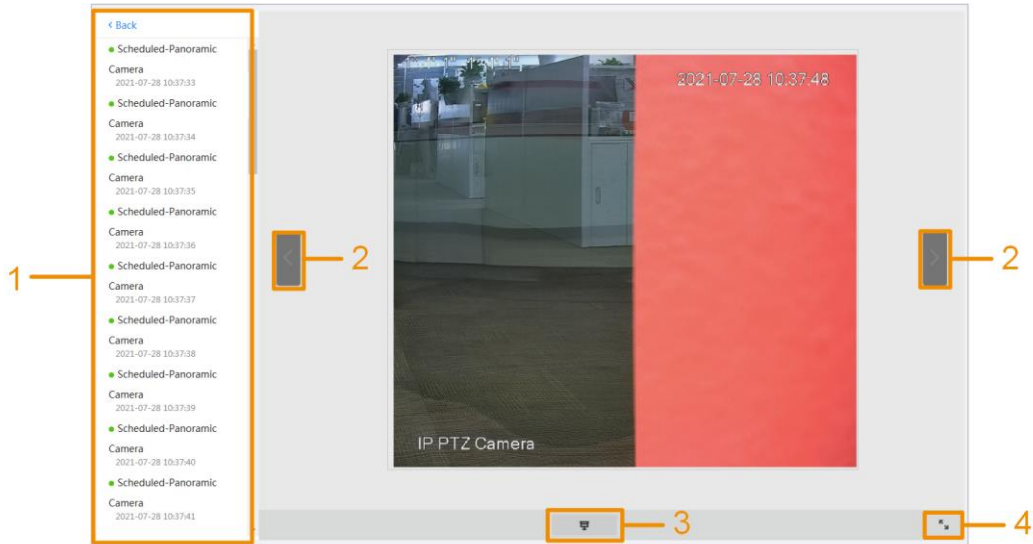 < Back
Scheduled-Panoramic
Camera
2021-07-28 10:37:33
Scheduled-Panoramic
Camera
2021-07-28 10:37:34
Scheduled-Panoramic
Camera
2021-07-28 10:37:35
Scheduled-Panoramic
Camera
2021-07-28 10:37:36
Scheduled-Panoramic
Camera
2021-07-28 10:37:37
Scheduled-Panoramic
Camera
2021-07-28 10:37:38
Scheduled-Panoramic
Camera
2021-07-28 10:37:39
Scheduled-Panoramic
Camera
2021-07-28 10:37:40
Scheduled-Panoramic
Camera
2021-07-28 10:37:41
1
2
2021-07-28 10:37:48
IP PTZ Camera
2
3
4